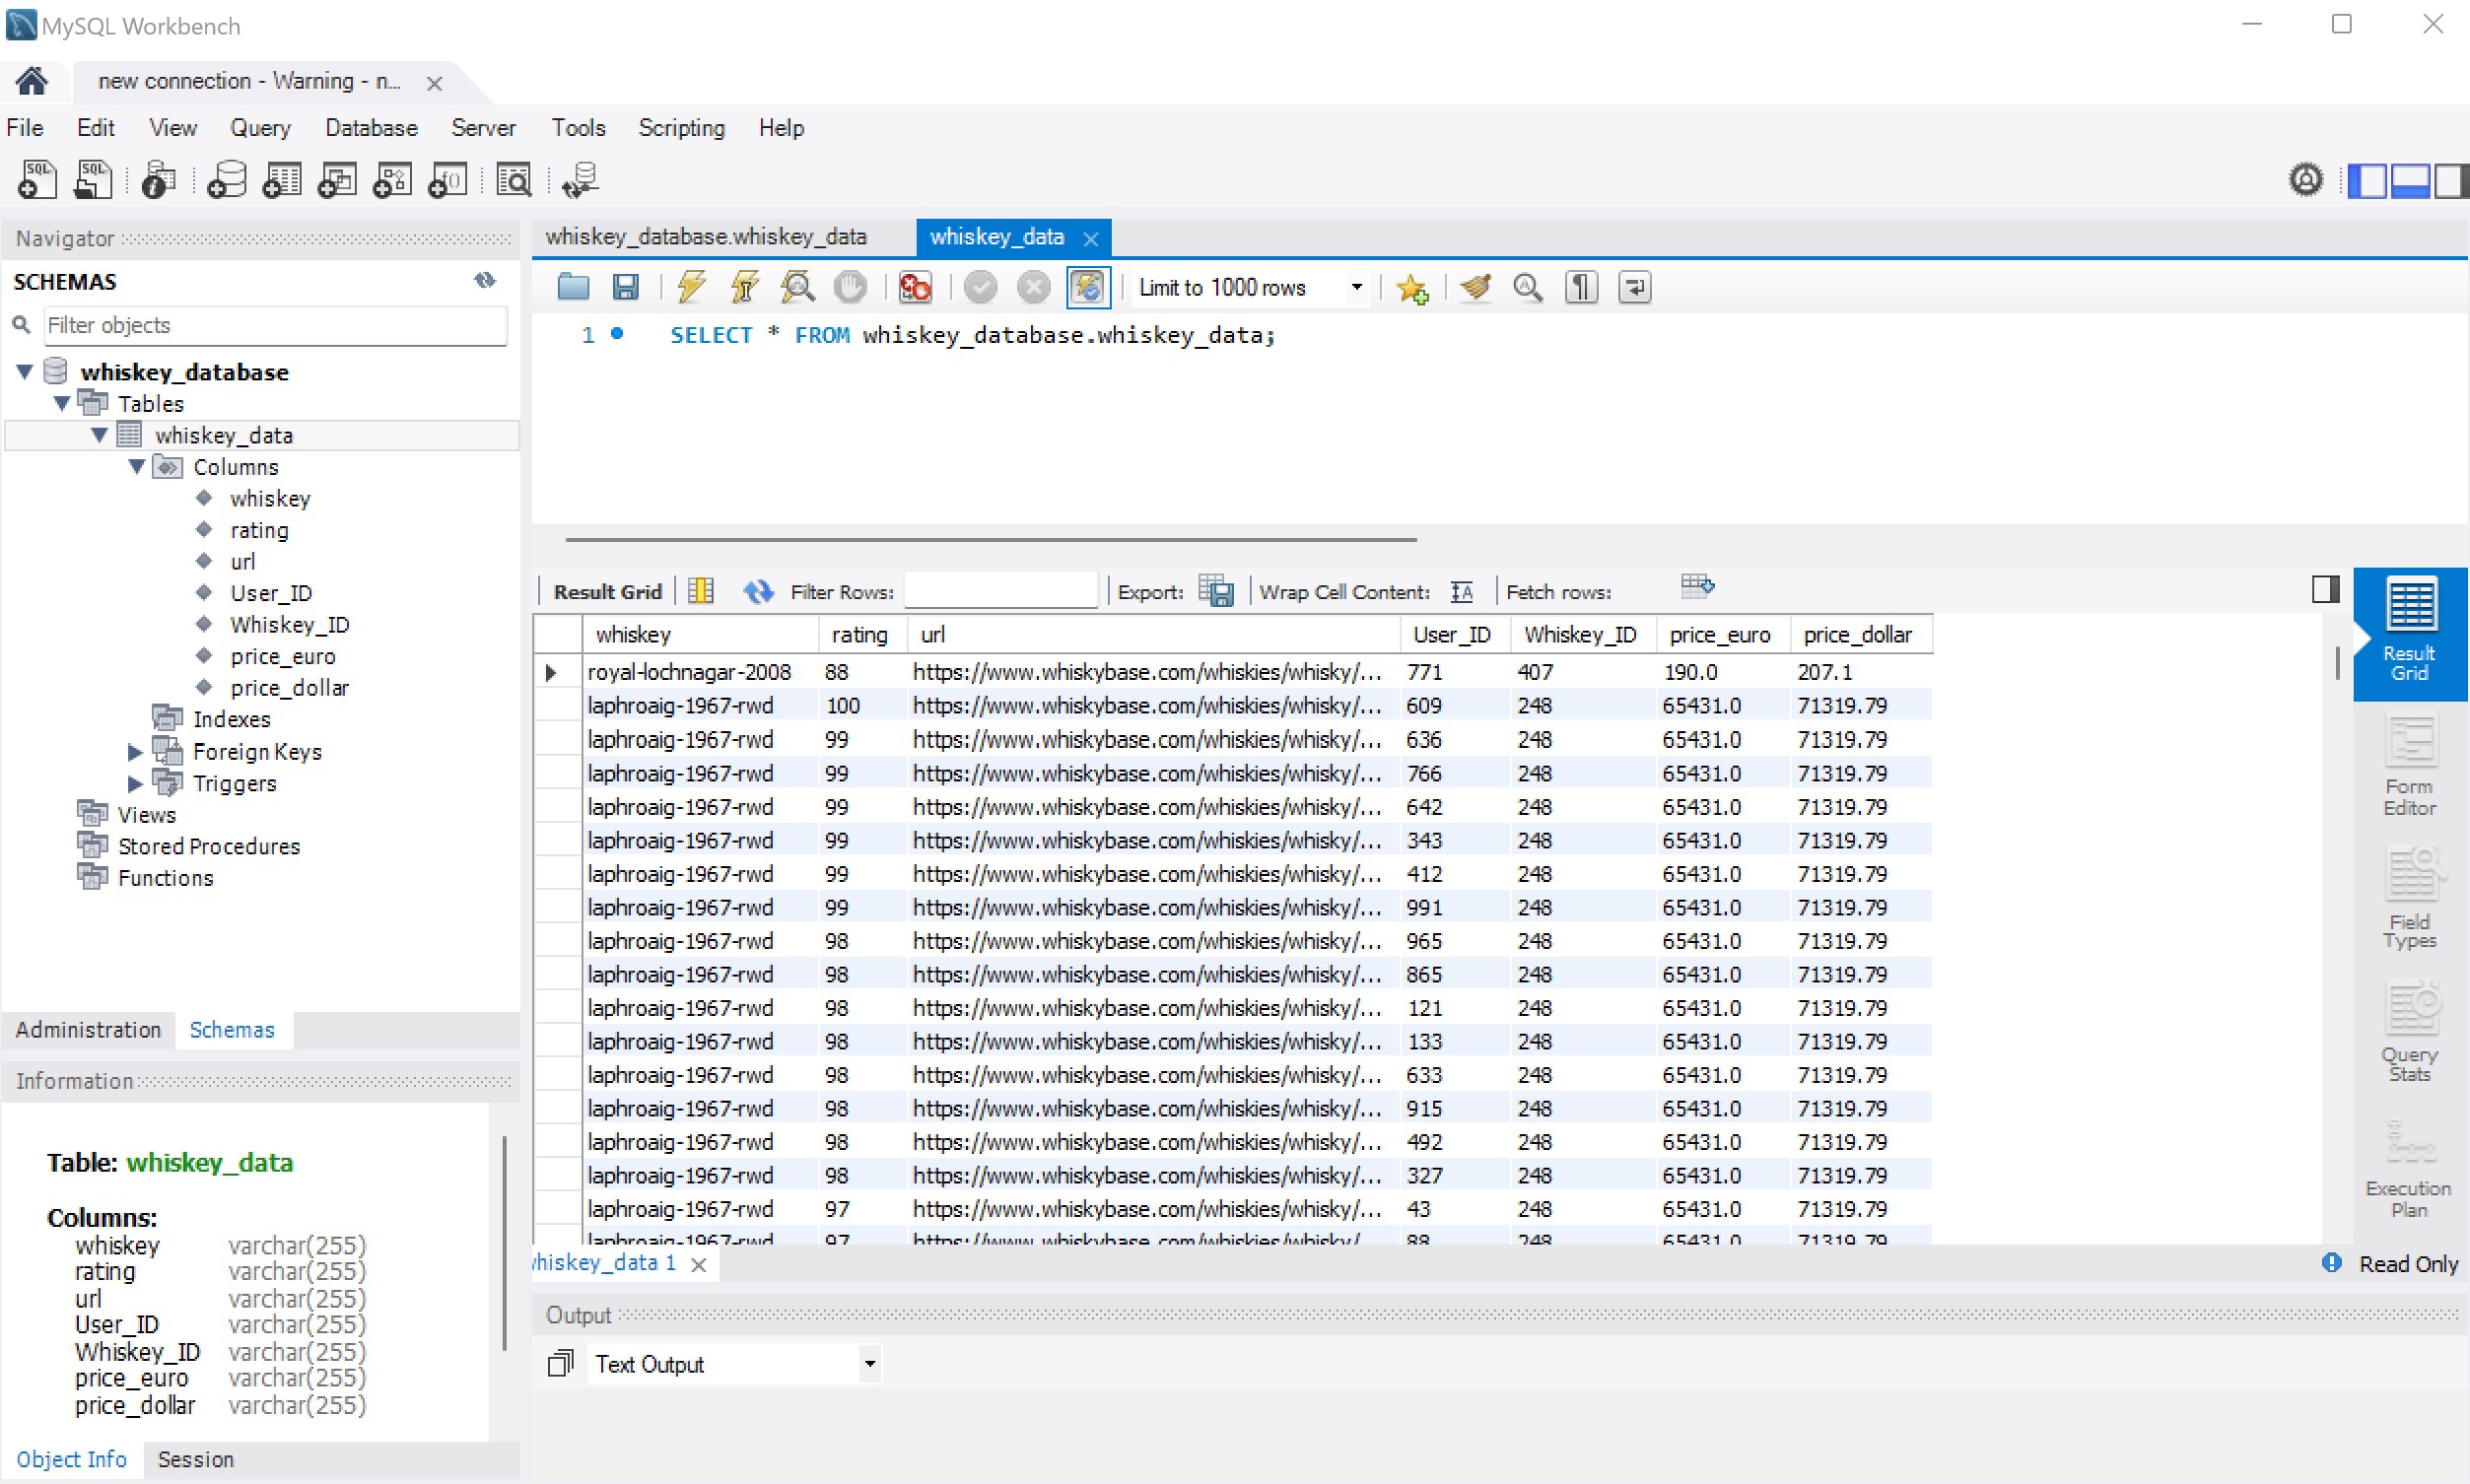 MySQL Workbench
new connection - Warning - n...
File Edit View Query Database Server Tools Scripting Help
Navigator
SCHEMAS
Filter objects
whiskey_database
Tables
whiskey_data
Columns
whiskey
rating
url
User_ID
Whiskey_ID
price_euro
price_dollar
Indexes
Foreign Keys
Triggers
Views
Stored Procedures
Functions
Administration Schemas
Information
Table: whiskey_data
Columns:
whiskey varchar(255)
rating varchar(255)
url varchar(255)
User_ID varchar(255)
Whiskey_ID varchar(255)
price_euro varchar(255)
price_dollar varchar(255)
Object Info Session
whiskey_database.whiskey_data whiskey_data
Limit to 1000 rows
1 SELECT * FROM whiskey_database.whiskey_data;
Result Grid Filter Rows: Export: Wrap Cell Content: Fetch rows:
whiskey rating url User_ID Whiskey_ID price_euro price_dollar
royal-lochnagar-2008 88 https://www.whiskybase.com/whiskies/whisky/... 771 407 190.0 207.1
laphroaig-1967-rwd 100 https://www.whiskybase.com/whiskies/whisky/... 609 248 65431.0 71319.79
laphroaig-1967-rwd 99 https://www.whiskybase.com/whiskies/whisky/... 636 248 65431.0 71319.79
laphroaig-1967-rwd 99 https://www.whiskybase.com/whiskies/whisky/... 766 248 65431.0 71319.79
laphroaig-1967-rwd 99 https://www.whiskybase.com/whiskies/whisky/... 642 248 65431.0 71319.79
laphroaig-1967-rwd 99 https://www.whiskybase.com/whiskies/whisky/... 343 248 65431.0 71319.79
laphroaig-1967-rwd 99 https://www.whiskybase.com/whiskies/whisky/... 412 248 65431.0 71319.79
laphroaig-1967-rwd 99 https://www.whiskybase.com/whiskies/whisky/... 991 248 65431.0 71319.79
laphroaig-1967-rwd 98 https://www.whiskybase.com/whiskies/whisky/... 965 248 65431.0 71319.79
laphroaig-1967-rwd 98 https://www.whiskybase.com/whiskies/whisky/... 865 248 65431.0 71319.79
laphroaig-1967-rwd 98 https://www.whiskybase.com/whiskies/whisky/... 121 248 65431.0 71319.79
laphroaig-1967-rwd 98 https://www.whiskybase.com/whiskies/whisky/... 133 248 65431.0 71319.79
laphroaig-1967-rwd 98 https://www.whiskybase.com/whiskies/whisky/... 633 248 65431.0 71319.79
laphroaig-1967-rwd 98 https://www.whiskybase.com/whiskies/whisky/... 915 248 65431.0 71319.79
laphroaig-1967-rwd 98 https://www.whiskybase.com/whiskies/whisky/... 492 248 65431.0 71319.79
laphroaig-1967-rwd 98 https://www.whiskybase.com/whiskies/whisky/... 327 248 65431.0 71319.79
laphroaig-1967-rwd 97 https://www.whiskybase.com/whiskies/whisky/... 43 248 65431.0 71319.79
laphroaig-1967-rwd 97 https://www.whiskybase.com/whiskies/whisky/ 88 248 65431.0 71319.79
whiskey_data 1
Read Only
Result
Grid
Form
Editor
Field
Types
Query
Stats
Execution
Plan
Output
Text Output